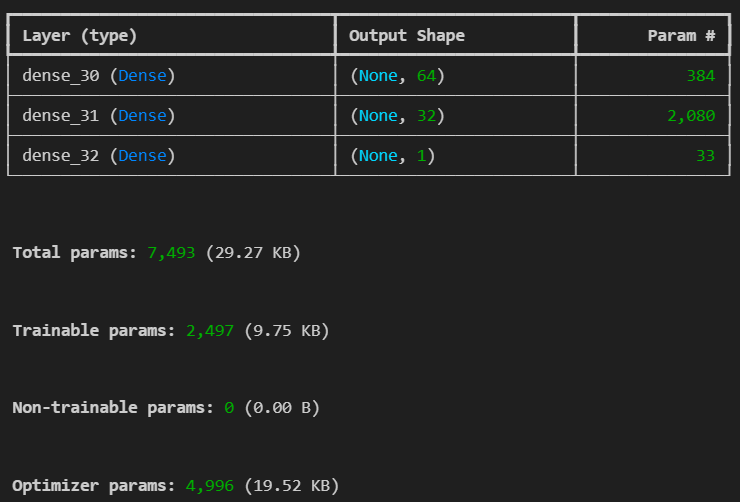 Layer (type) Output Shape Param #
dense_30 (Dense) (None, 64) 384
dense_31 (Dense) (None, 32) 2,080
dense_32 (Dense) (None, 1) 33
Total params: 7,493 (29.27 KB)
Trainable params: 2,497 (9.75 KB)
Non-trainable params: 0 (0.00 B)
Optimizer params: 4,996 (19.52 KB)